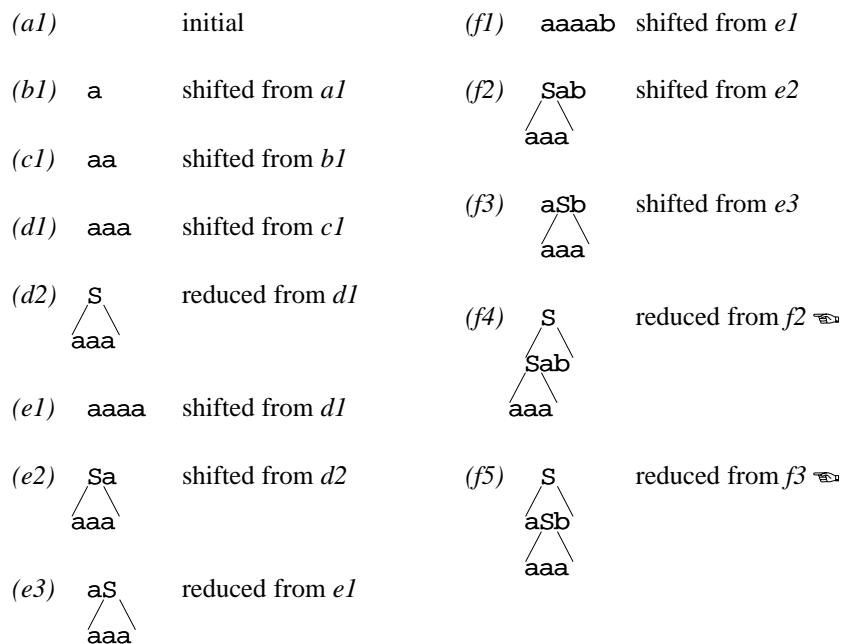 (a1) initial
(b1) a shifted from a1
(c1) aa shifted from b1
(d1) aaa shifted from c1
(d2) S reduced from d1
aaa
(e1) aaaa shifted from d1
(e2) Sa shifted from d2
aaa
(e3) aS reduced from e1
aaa
(f1) aaaab shifted from e1
(f2) Sab shifted from e2
aaa
(f3) aSb shifted from e3
aaa
(f4) S reduced from f2 ☜
Sab
aaa
(f5) S reduced from f3 ☜
aSb
aaa